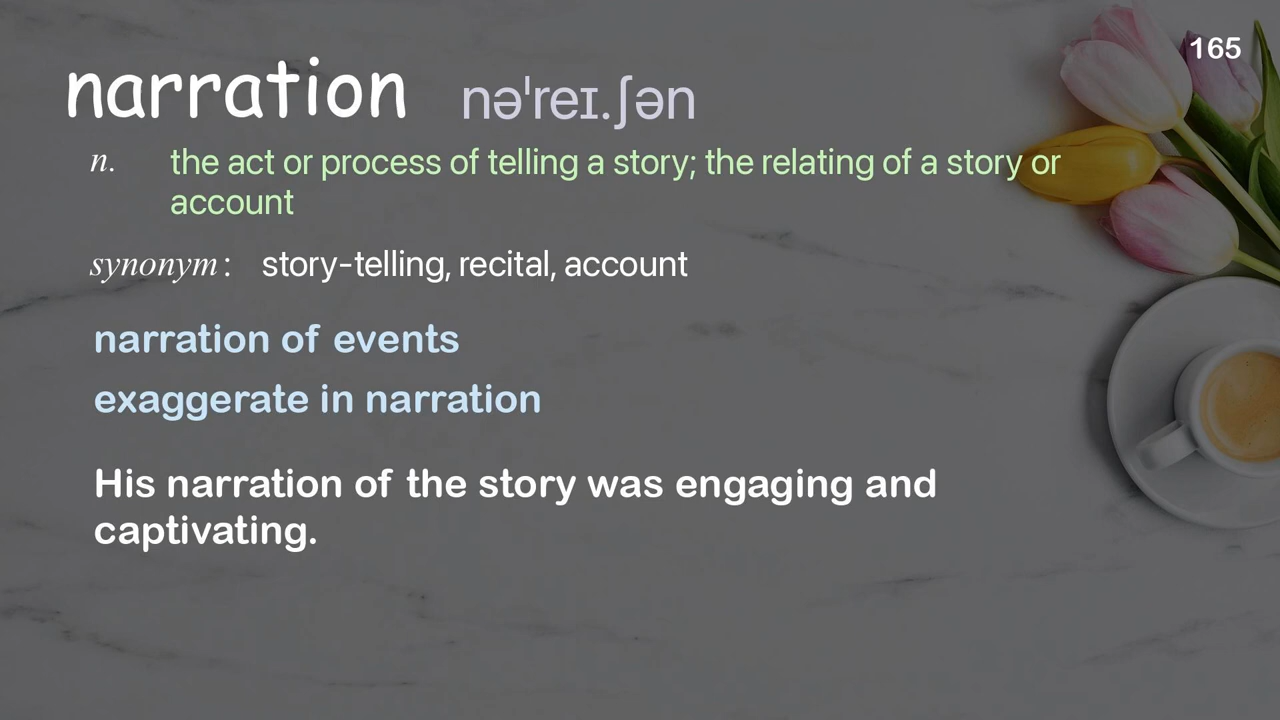 165
narration nəˈreɪ.ʃən
n. the act or process of telling a story; the relating of a story or
account
synonym : story-telling, recital, account
narration of events
exaggerate in narration
His narration of the story was engaging and
captivating.